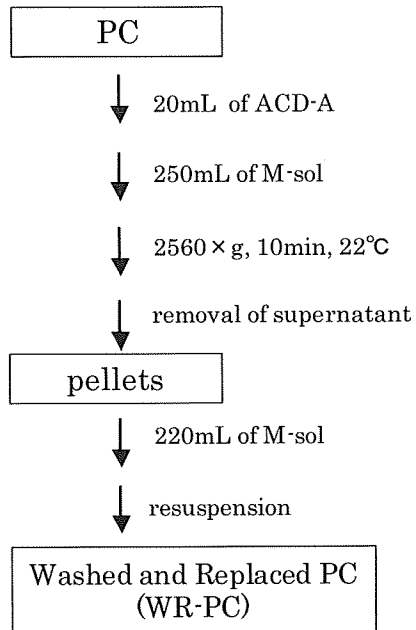 PC
20mL of ACD-A
250mL of M-sol
2560×g, 10min, 22℃
removal of supernatant
pellets
220mL of M-sol
resuspension
Washed and Replaced PC
(WR-PC)